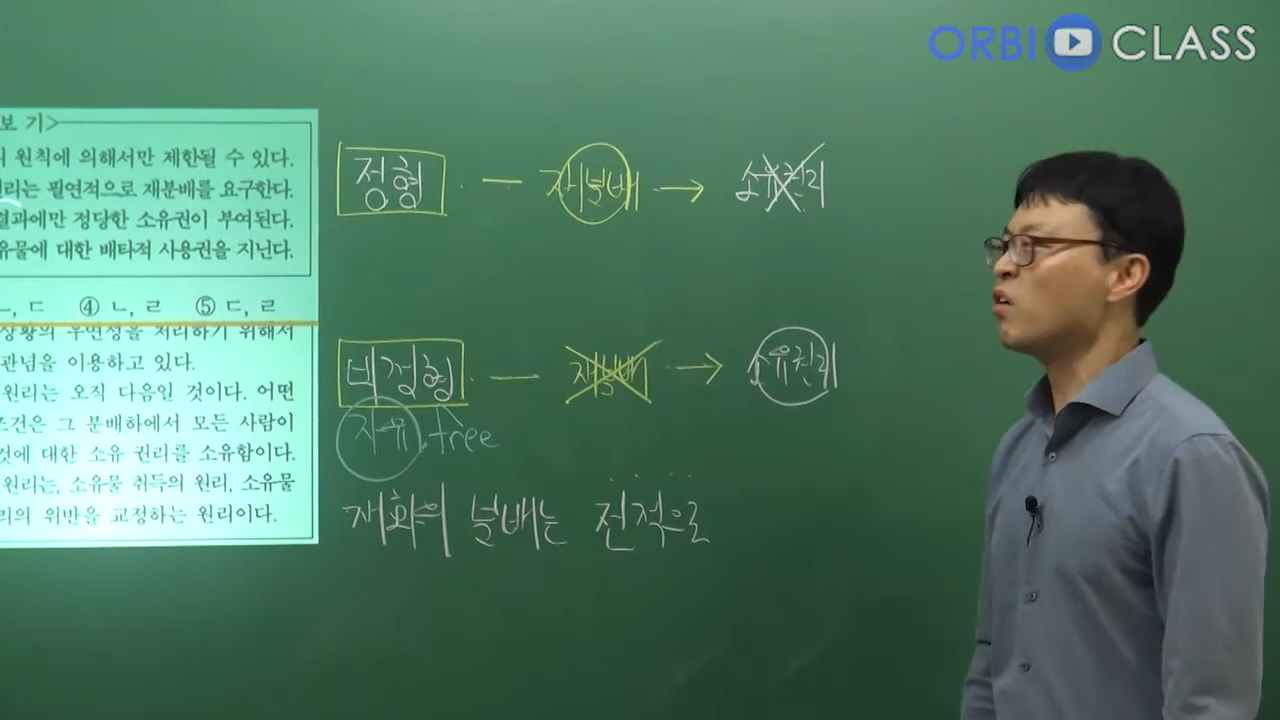 ORBI CLASS
보 기>
원칙에 의해서만 제한될 수 있다.
리는 필연적으로 재분배를 요구한다.
결과에만 정당한 소유권이 부여된다.
유물에 대한 배타적 사용권을 지닌다.
ㄴ, ㄷ ④ ㄴ, ㄹ ⑤ ㄷ, ㄹ
상황의 우연성을 처리하기 위해서
관념을 이용하고 있다.
원리는 오직 다음일 것이다. 어떤
조건은 그 분배하에서 모든 사람이
것에 대한 소유 권리를 소유함이다.
원리는, 소유물 취득의 원리, 소유물
리의 위반을 교정하는 원리이다.
정형 — 재분배 → 소유권리
비정형 — 재분배 → 소유권리
자유, free
재화의 분배는 전적으로